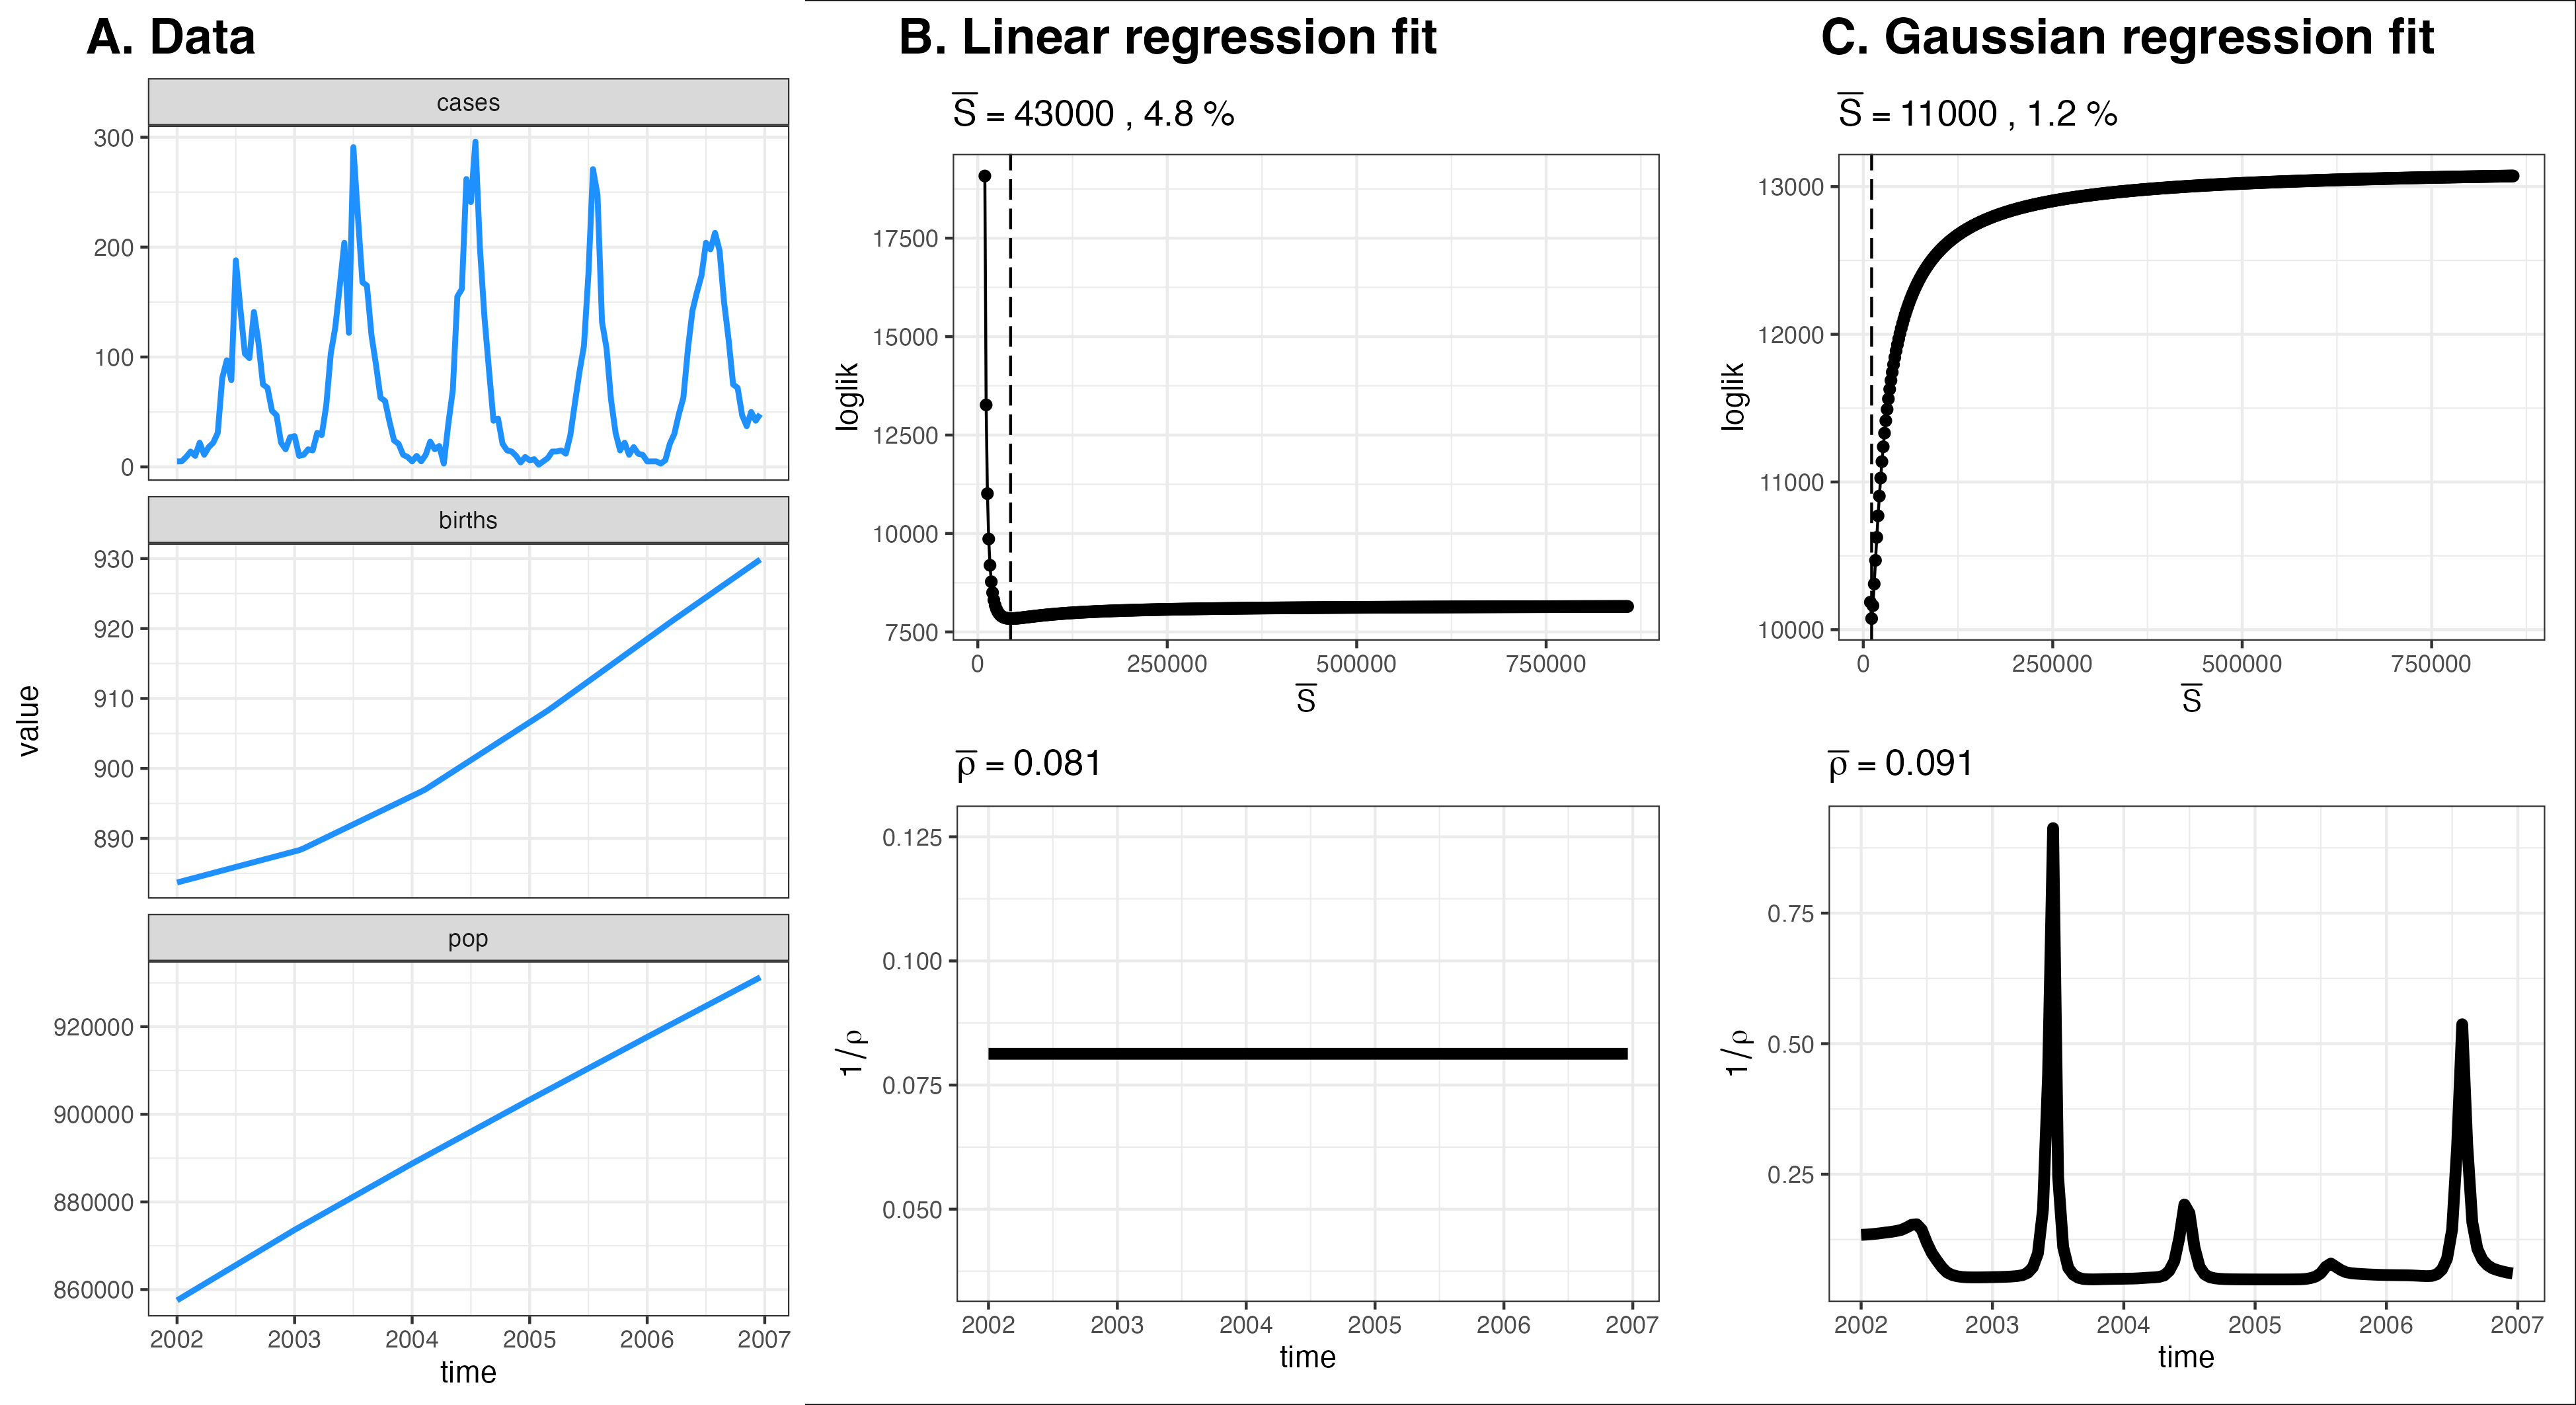 A. Data
cases
300
200
100
0
births
930
920
910
900
890
pop
920000
900000
880000
860000
2002 2003 2004 2005 2006 2007
time
value
B. Linear regression fit
S̅ = 43000 , 4.8 %
17500
15000
12500
10000
7500
loglik
0 250000 500000 750000
S̅
ρ̅ = 0.081
0.125
0.100
0.075
0.050
1/ρ
2002 2003 2004 2005 2006 2007
time
C. Gaussian regression fit
S̅ = 11000 , 1.2 %
13000
12000
11000
10000
loglik
0 250000 500000 750000
S̅
ρ̅ = 0.091
0.75
0.50
0.25
1/ρ
2002 2003 2004 2005 2006 2007
time